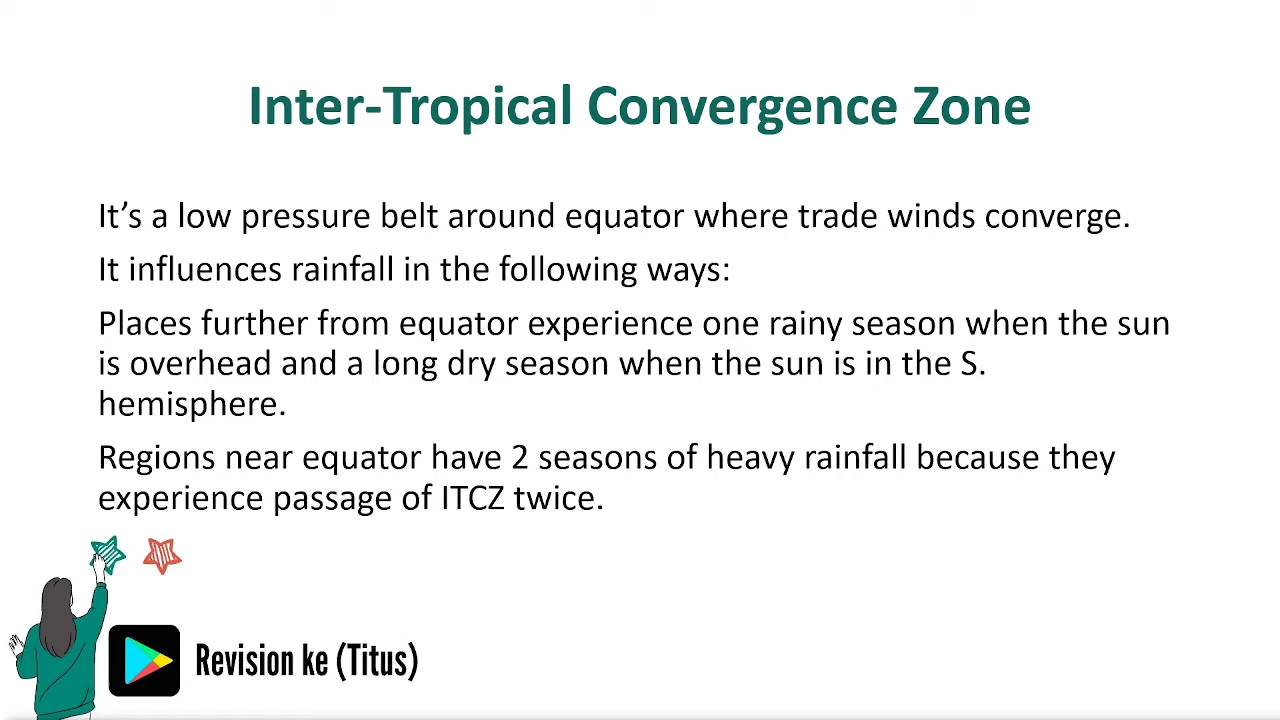 Inter-Tropical Convergence Zone
It’s a low pressure belt around equator where trade winds converge.
It influences rainfall in the following ways:
Places further from equator experience one rainy season when the sun
is overhead and a long dry season when the sun is in the S.
hemisphere.
Regions near equator have 2 seasons of heavy rainfall because they
experience passage of ITCZ twice.
Revision ke (Titus)